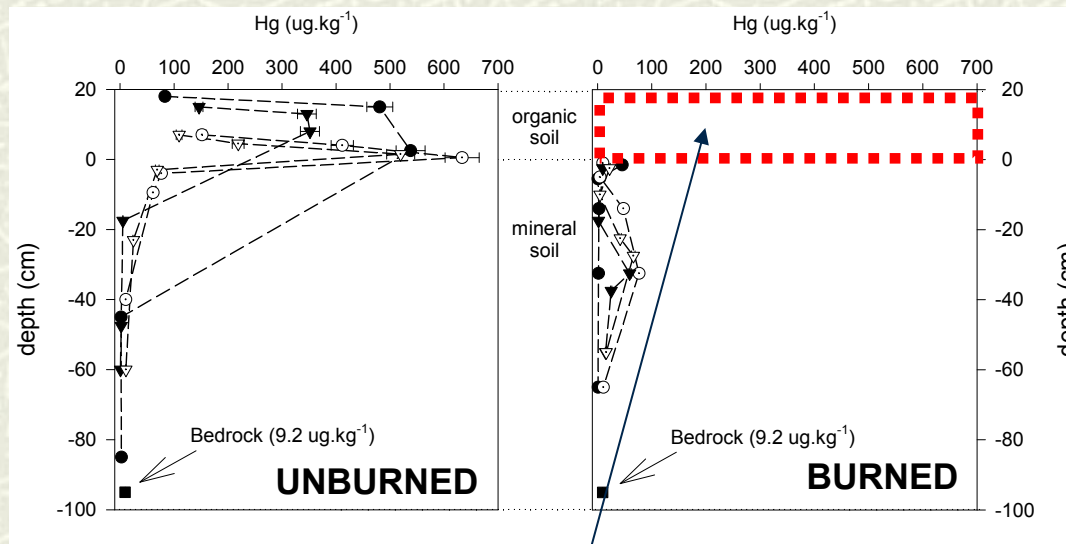 Hg (ug.kg⁻¹)
Hg (ug.kg⁻¹)
0 100 200 300 400 500 600 700
0 100 200 300 400 500 600 700
20
0
-20
-40
-60
-80
-100
depth (cm)
organic
soil
mineral
soil
20
0
-20
-40
-60
-80
-100
depth (cm)
Bedrock (9.2 ug.kg⁻¹)
UNBURNED
Bedrock (9.2 ug.kg⁻¹)
BURNED